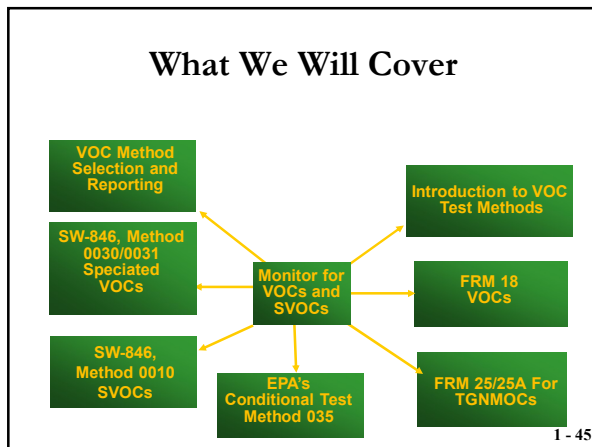 What We Will Cover
VOC Method
Selection and
Reporting
Introduction to VOC
Test Methods
SW-846, Method
0030/0031
Speciated
VOCs
Monitor for
VOCs and
SVOCs
FRM 18
VOCs
SW-846,
Method 0010
SVOCs
EPA's
Conditional Test
Method 035
FRM 25/25A For
TGNMOCs
1 - 45